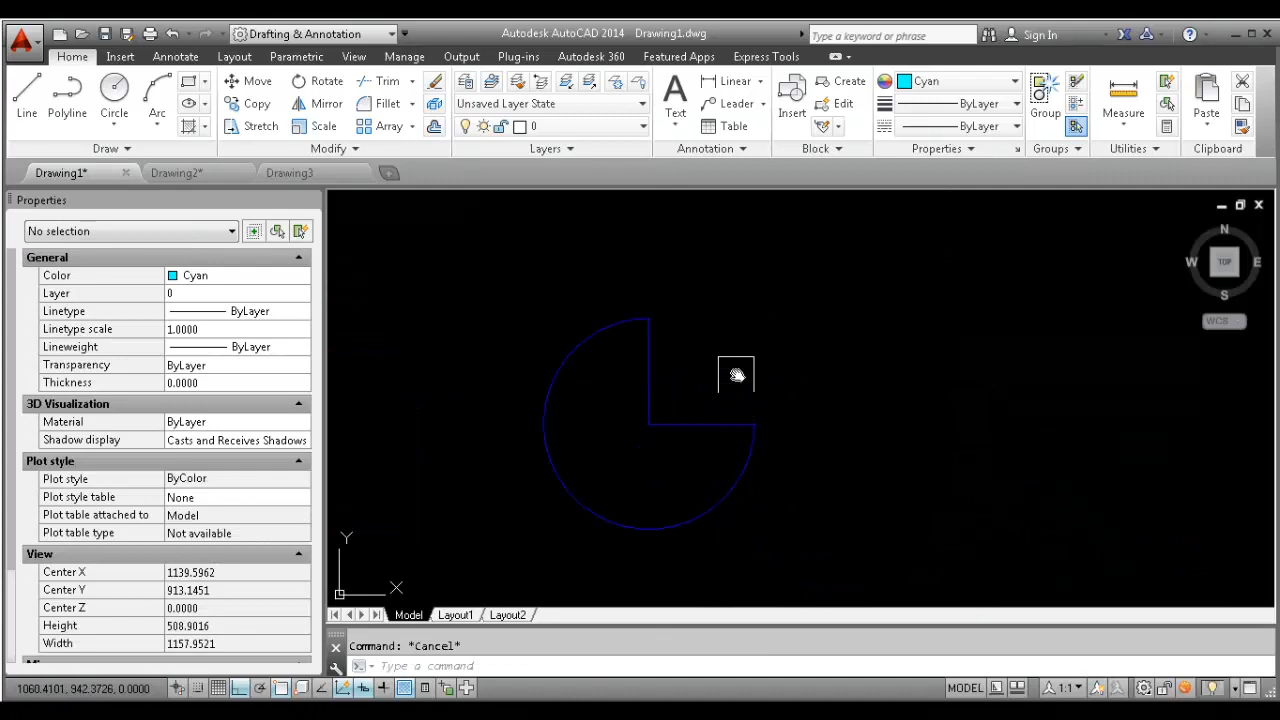 Drafting & Annotation
Autodesk AutoCAD 2014 Drawing1.dwg
Type a keyword or phrase
Sign In
Home Insert Annotate Layout Parametric View Manage Output Plug-ins Autodesk 360 Featured Apps Express Tools
Line Polyline Circle Arc
Move Rotate Trim
Copy Mirror Fillet
Stretch Scale Array
Unsaved Layer State
0
Text
Linear
Leader
Table
Insert
Create
Edit
Cyan
ByLayer
ByLayer
Group
Measure
Paste
Draw Modify Layers Annotation Block Properties Groups Utilities Clipboard
Drawing1* Drawing2* Drawing3
Properties
No selection
General
Color Cyan
Layer 0
Linetype ByLayer
Linetype scale 1.0000
Lineweight ByLayer
Transparency ByLayer
Thickness 0.0000
3D Visualization
Material ByLayer
Shadow display Casts and Receives Shadows
Plot style
Plot style ByColor
Plot style table None
Plot table attached to Model
Plot table type Not available
View
Center X 1139.5962
Center Y 913.1451
Center Z 0.0000
Height 508.9016
Width 1157.9521
N
W TOP E
S
WCS
Y
X
Model Layout1 Layout2
Command: *Cancel*
Type a command
1060.4101, 942.3726, 0.0000
MODEL
1:1